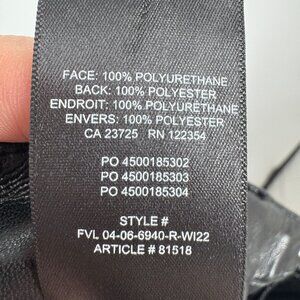 FACE: 100% POLYURETHANE
BACK: 100% POLYESTER
ENDROIT: 100% POLYURÉTHANE
ENVERS: 100% POLYESTER
CA 23725 RN 122354
PO 4500185302
PO 4500185303
PO 4500185304
STYLE #
FVL 04-06-6940-R-WI22
ARTICLE # 81518